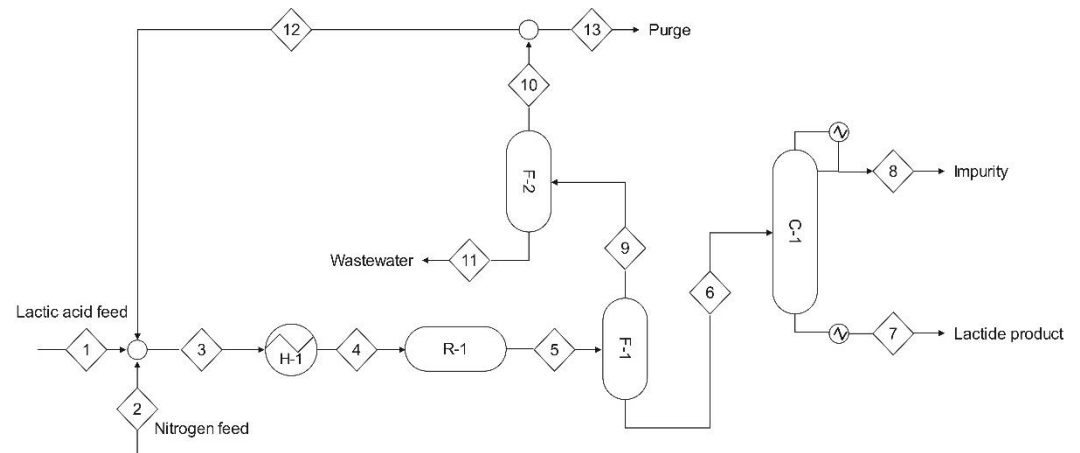 12
13
Purge
10
F-2
C-1
8
Impurity
Wastewater
11
9
6
Lactic acid feed
1
3
H-1
4
R-1
5
F-1
7
Lactide product
2
Nitrogen feed